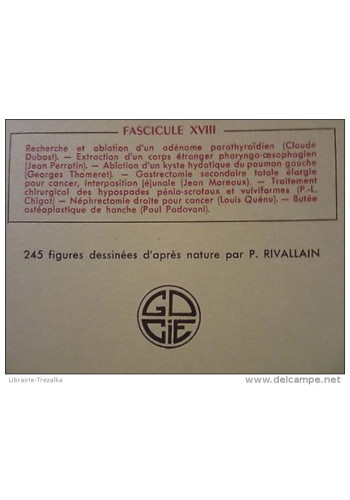 FASCICULE XVIII
Recherche et ablation d'un adénome parathyroïdien (Claude
Dubost). — Extraction d'un corps étranger pharyngo-œsophagien
(Jean Perrotin). — Ablation d'un kyste hydatique du poumon gauche
(Georges Thomeret). — Gastrectomie secondaire totale élargie
pour cancer, interposition jéjunale (Jean Moreaux). — Traitement
chirurgical des hypospades pénio-scrotaux et vulviformes (P.-L.
Chigot). — Néphrectomie droite pour cancer (Louis Quénu). — Butée
ostéoplastique de hanche (Paul Padovani).
245 figures dessinées d'après nature par P. RIVALLAIN
GD
CIE
Librairie-Trezalka
www.delcampe.net